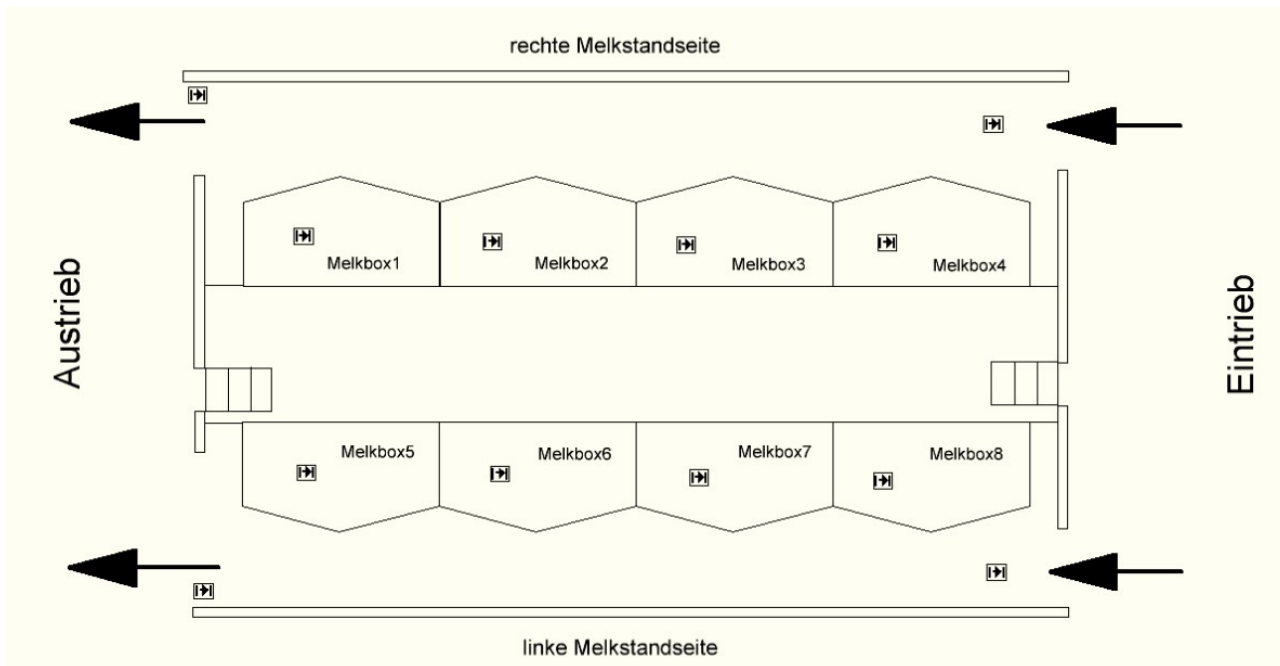 rechte Melkstandseite
Melkbox1
Melkbox2
Melkbox3
Melkbox4
Austrieb
Eintrieb
Melkbox5
Melkbox6
Melkbox7
Melkbox8
linke Melkstandseite